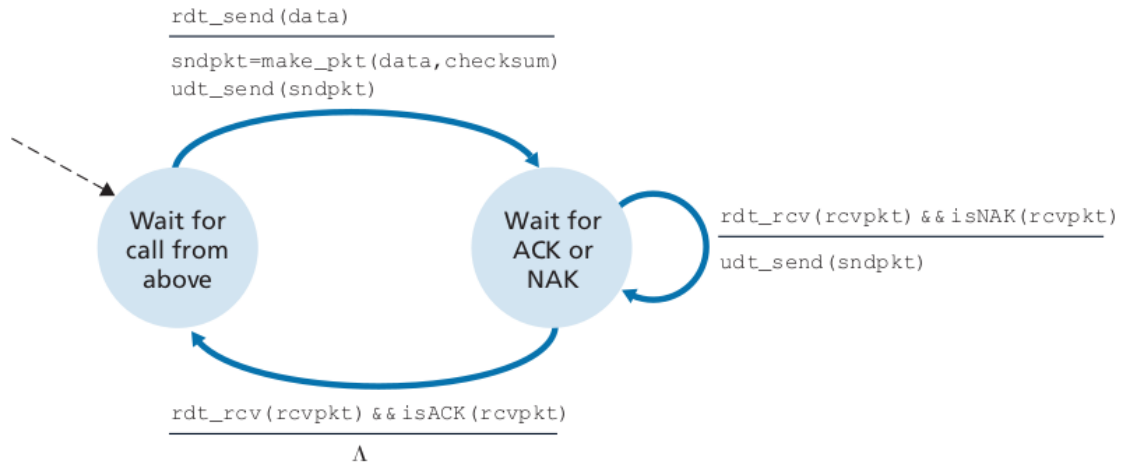 rdt_send(data)
sndpkt=make_pkt(data,checksum)
udt_send(sndpkt)
Wait for
call from
above
Wait for
ACK or
NAK
rdt_rcv(rcvpkt)&&isNAK(rcvpkt)
udt_send(sndpkt)
rdt_rcv(rcvpkt)&&isACK(rcvpkt)
Λ